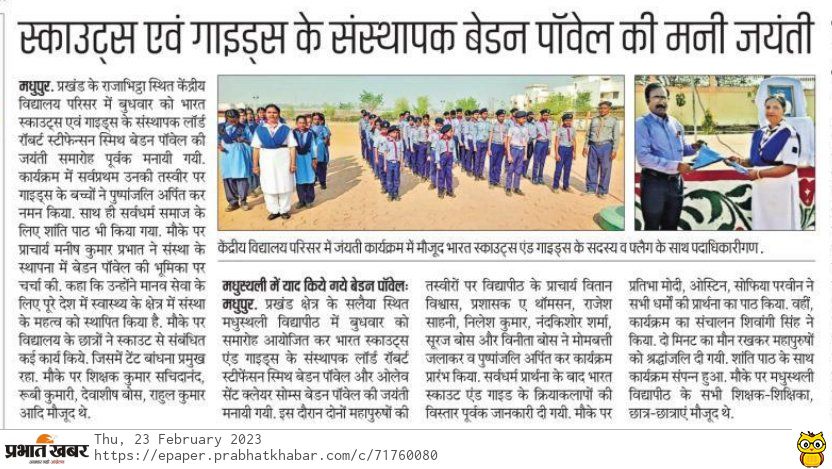 स्काउट्स एवं गाइड्स के संस्थापक बेडन पॉवेल की मनी जयंती
मधुपुर. प्रखंड के राजाभिट्ठा स्थित केंद्रीय
विद्यालय परिसर में बुधवार को भारत
स्काउट्स एवं गाइड्स के संस्थापक लॉर्ड
रॉबर्ट स्टीफेन्सन स्मिथ बेडन पॉवेल की
जयंती समारोह पूर्वक मनायी गयी.
कार्यक्रम में सर्वप्रथम उनकी तस्वीर पर
गाइड्स के बच्चों ने पुष्पांजलि अर्पित कर
नमन किया. साथ ही सर्वधर्म समाज के
लिए शांति पाठ भी किया गया. मौके पर
प्राचार्य मनीष कुमार प्रभात ने संस्था के
स्थापना में बेडन पॉवेल की भूमिका पर
चर्चा की. कहा कि उन्होंने मानव सेवा के
लिए पूरे देश में स्वास्थ्य के क्षेत्र में संस्था
के महत्व को स्थापित किया है. मौके पर
विद्यालय के छात्रों ने स्काउट से संबंधित
कई कार्य किये. जिसमें टेंट बांधना प्रमुख
रहा. मौके पर शिक्षक कुमार सचिदानंद,
रूबी कुमारी, देवाशीष बोस, राहुल कुमार
आदि मौजूद थे.
केंद्रीय विद्यालय परिसर में जंयती कार्यक्रम में मौजूद भारत स्काउट्स एंड गाइड्स के सदस्य व फ्लैग के साथ पदाधिकारीगण.
मधुस्थली में याद किये गये बेडन पॉवेल:
मधुपुर. प्रखंड क्षेत्र के सलैया स्थित
मधुस्थली विद्यापीठ में बुधवार को
समारोह आयोजित कर भारत स्काउट्स
एंड गाइड्स के संस्थापक लॉर्ड रॉबर्ट
स्टीफेंसन स्मिथ बेडन पॉवेल और ओलेव
सेंट क्लेयर सोम्स बेडन पॉवेल की जयंती
मनायी गयी. इस दौरान दोनों महापुरुषों की
तस्वीरों पर विद्यापीठ के प्राचार्य वितान
विश्वास, प्रशासक ए थॉमसन, राजेश
साहनी, निलेश कुमार, नंदकिशोर शर्मा,
सूरज बोस और विनीता बोस ने मोमबत्ती
जलाकर व पुष्पांजलि अर्पित कर कार्यक्रम
प्रारंभ किया. सर्वधर्म प्रार्थना के बाद भारत
स्काउट एंड गाइड के क्रियाकलापों की
विस्तार पूर्वक जानकारी दी गयी. मौके पर
प्रतिभा मोदी, ओस्टिन, सोफिया परवीन ने
सभी धर्मों की प्रार्थना का पाठ किया. वहीं,
कार्यक्रम का संचालन शिवांगी सिंह ने
किया. दो मिनट का मौन रखकर महापुरुषों
को श्रद्धांजलि दी गयी. शांति पाठ के साथ
कार्यक्रम संपन्न हुआ. मौके पर मधुस्थली
विद्यापीठ के सभी शिक्षक-शिक्षिका,
छात्र-छात्राएं मौजूद थे.
प्रभात खबर
अखबार नहीं आंदोलन
Thu, 23 February 2023
https://epaper.prabhatkhabar.com/c/71760080